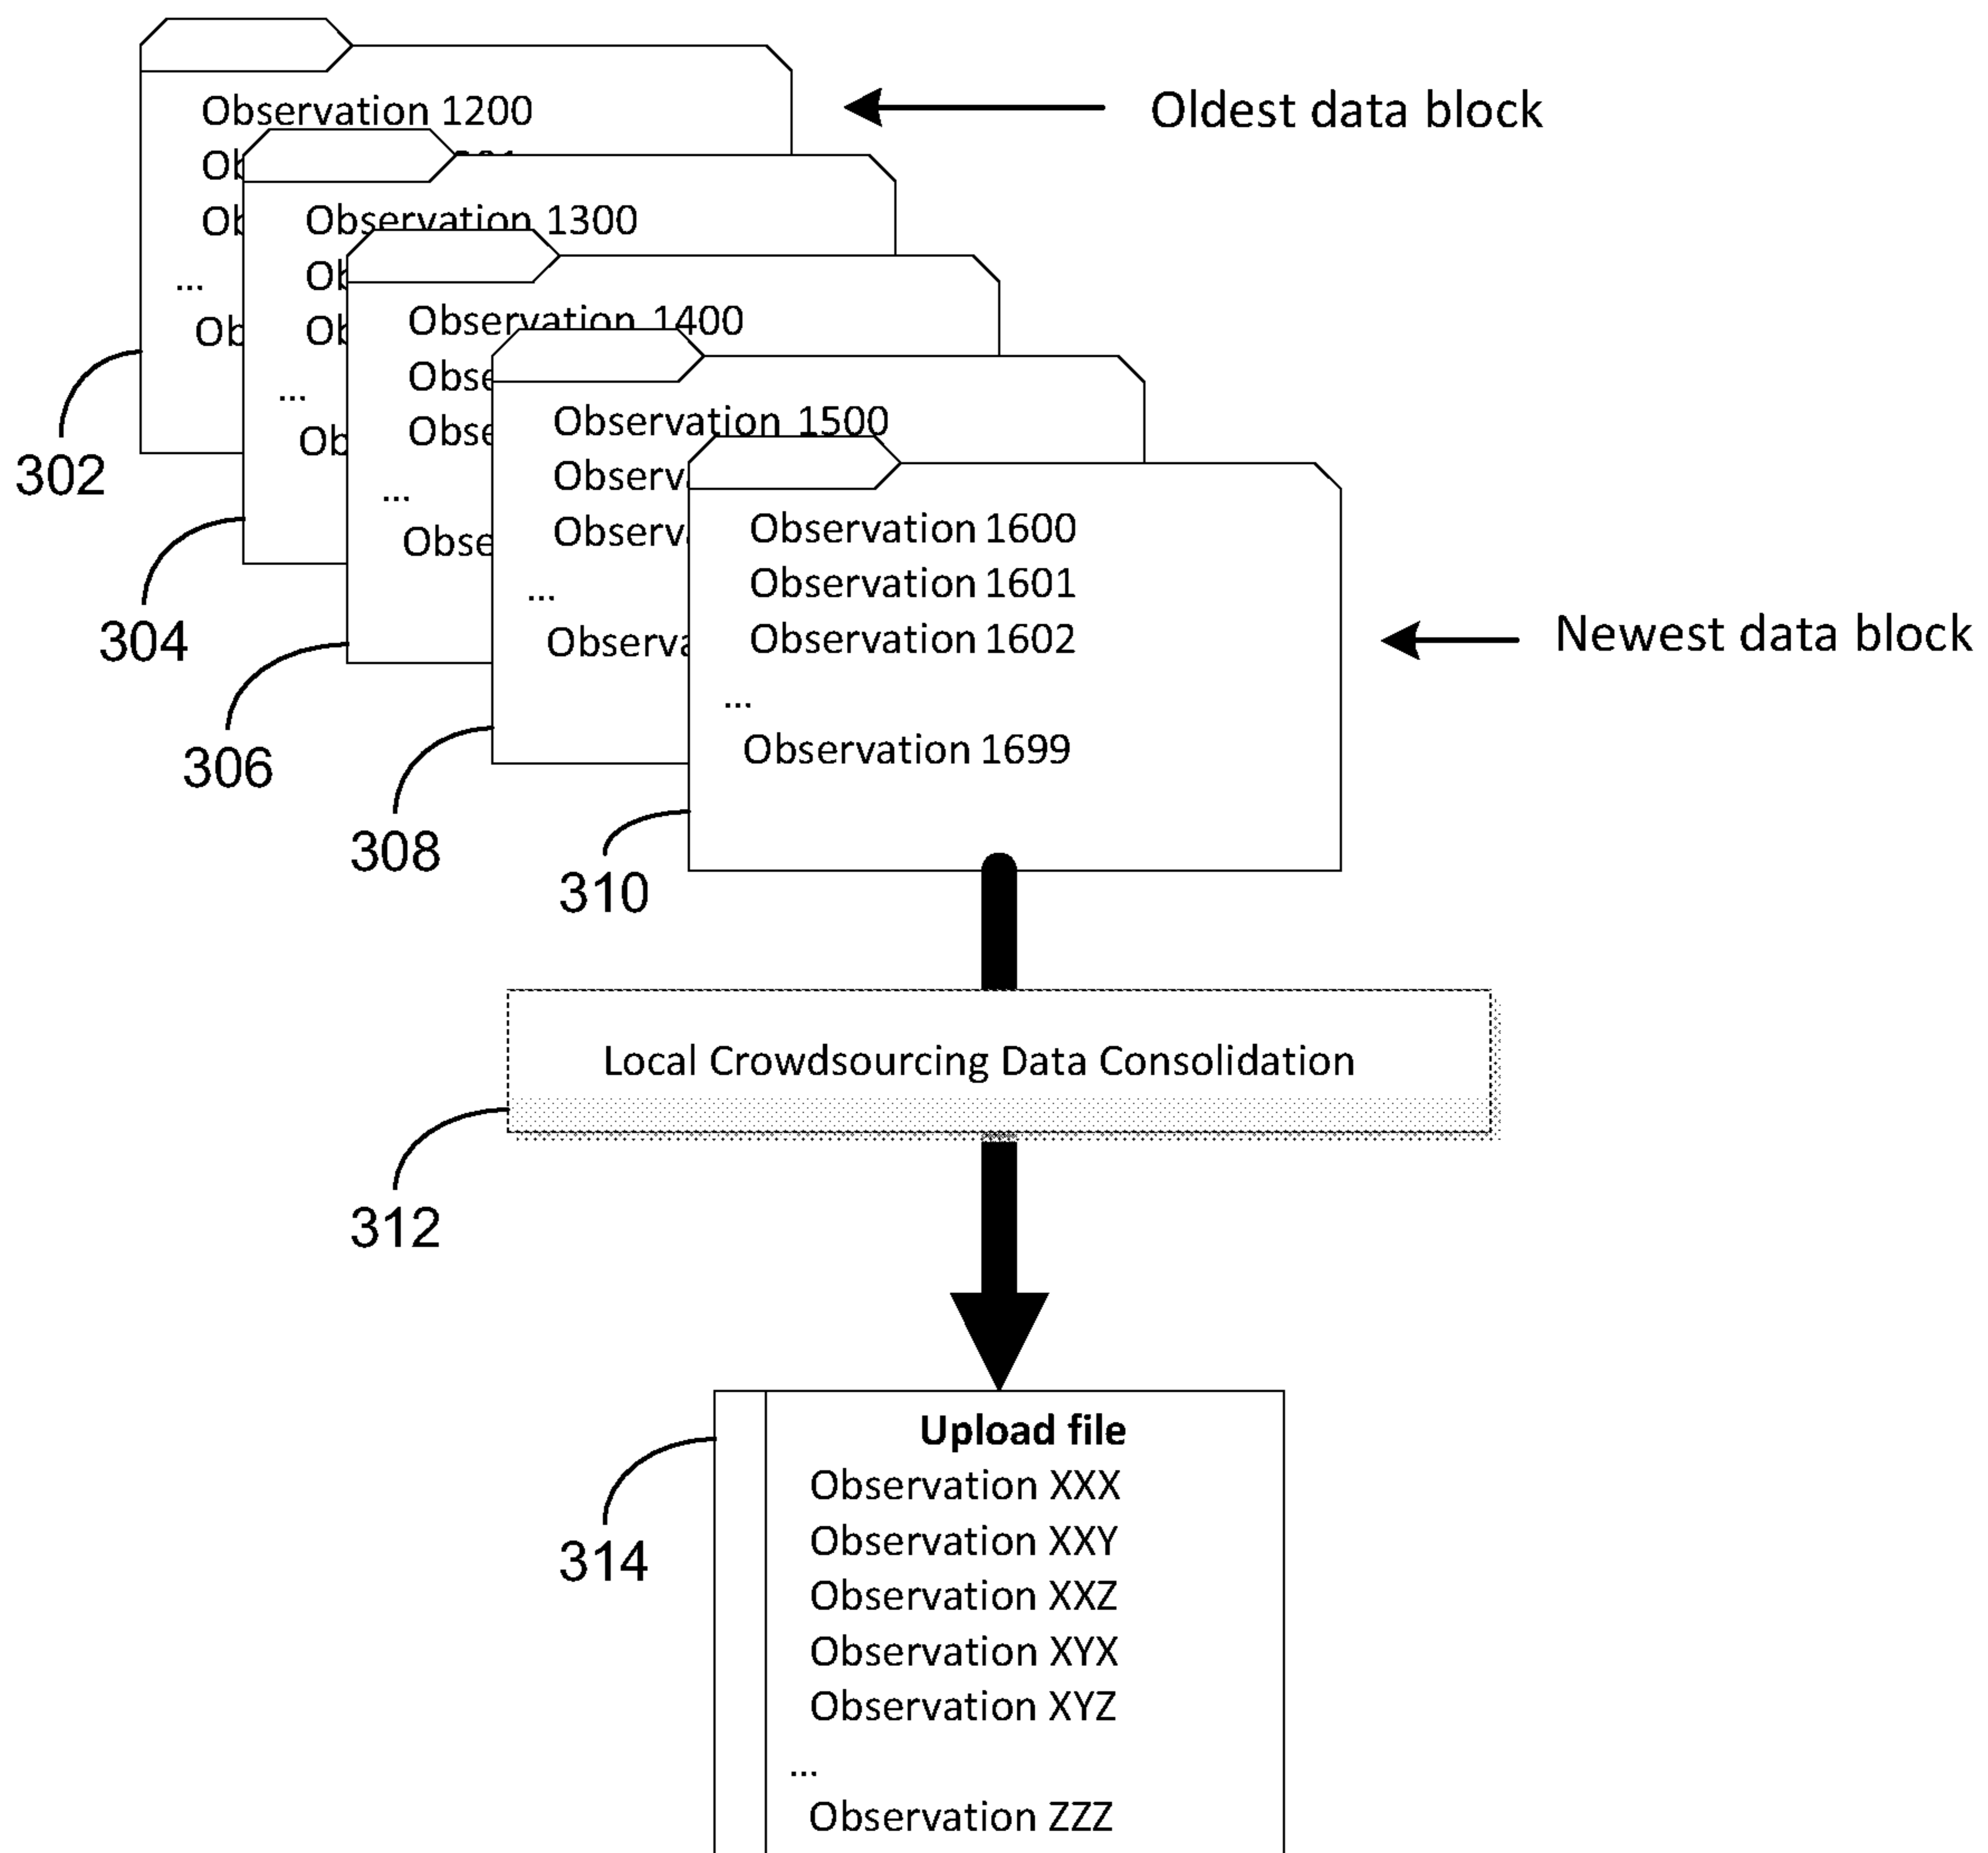 Observation 1200
Oldest data block
Observation 1300
...
Observation 1400
...
Observation 1500
302
...
Observation 1600
Observation 1601
Observation 1602
...
Observation 1699
304
Newest data block
...
306
308
310
Local Crowdsourcing Data Consolidation
312
Upload file
Observation XXX
Observation XXY
Observation XXZ
Observation XYX
Observation XYZ
...
Observation ZZZ
314